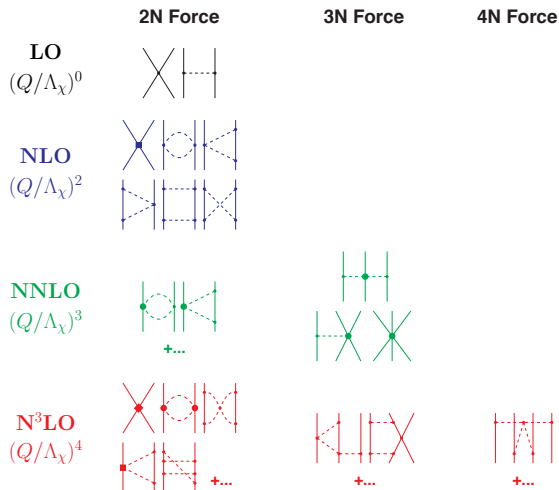 2N Force 3N Force 4N Force
LO
(Q/Λχ)⁰
NLO
(Q/Λχ)²
NNLO
(Q/Λχ)³
+...
N³LO
(Q/Λχ)⁴
+... +... +...